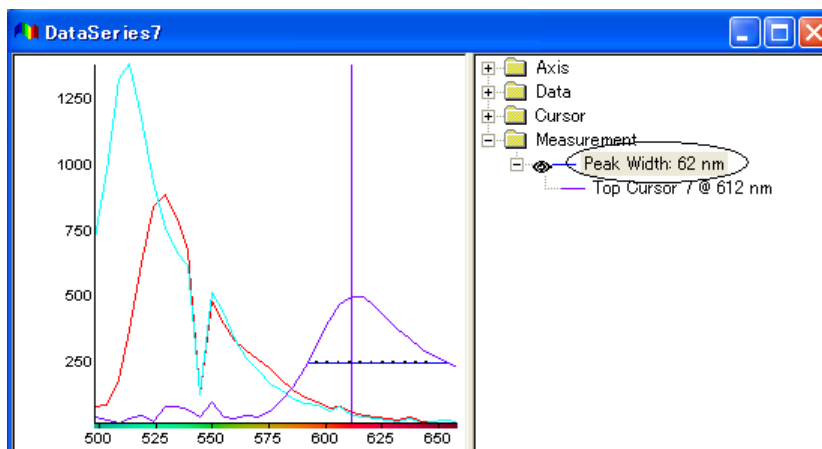 DataSeries7
1250
1000
750
500
250
500 525 550 575 600 625 650
Axis
Data
Cursor
Measurement
Peak Width: 62 nm
Top Cursor 7 @ 612 nm